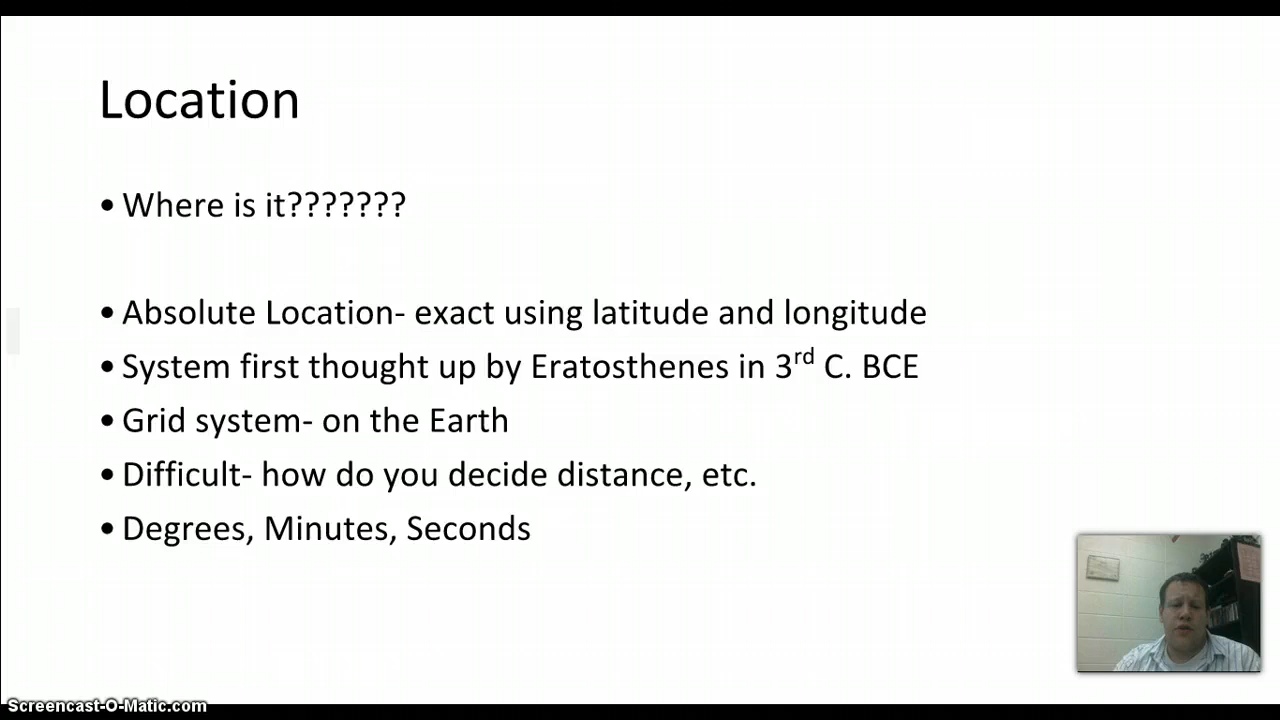 Location
• Where is it???????
• Absolute Location- exact using latitude and longitude
• System first thought up by Eratosthenes in 3rd C. BCE
• Grid system- on the Earth
• Difficult- how do you decide distance, etc.
• Degrees, Minutes, Seconds
Screencast-O-Matic.com